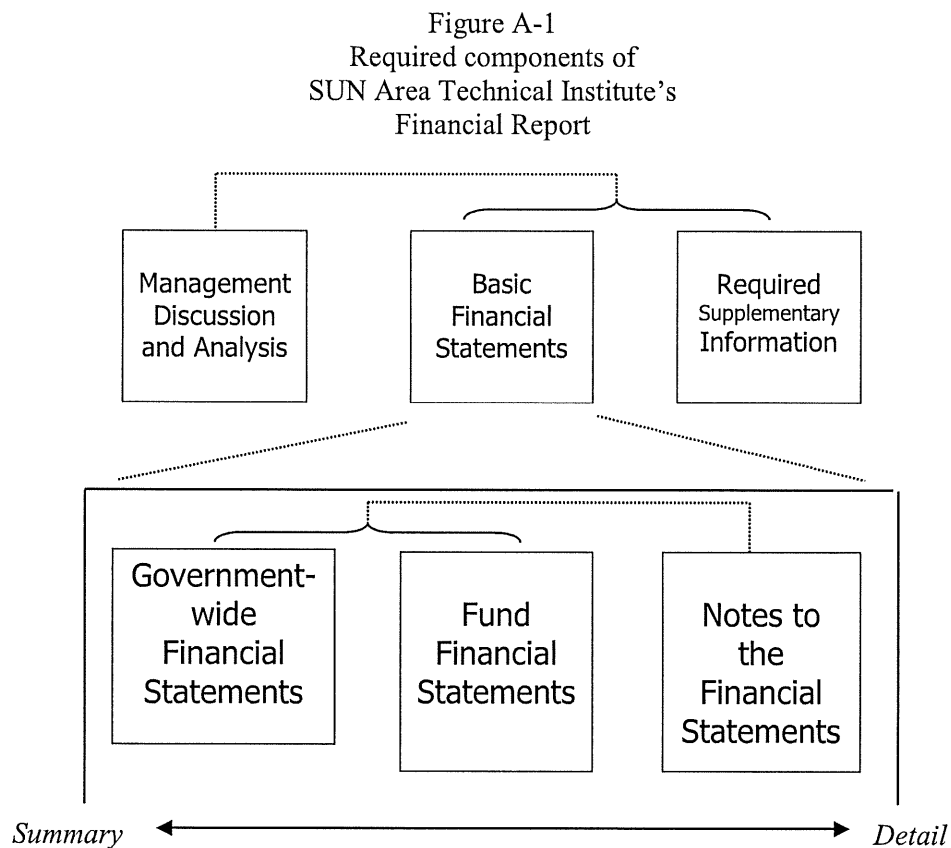 Figure A-1
Required components of
SUN Area Technical Institute's
Financial Report
Management
Discussion
and Analysis
Basic
Financial
Statements
Required
Supplementary
Information
Government-
wide
Financial
Statements
Fund
Financial
Statements
Notes to
the
Financial
Statements
Summary
Detail